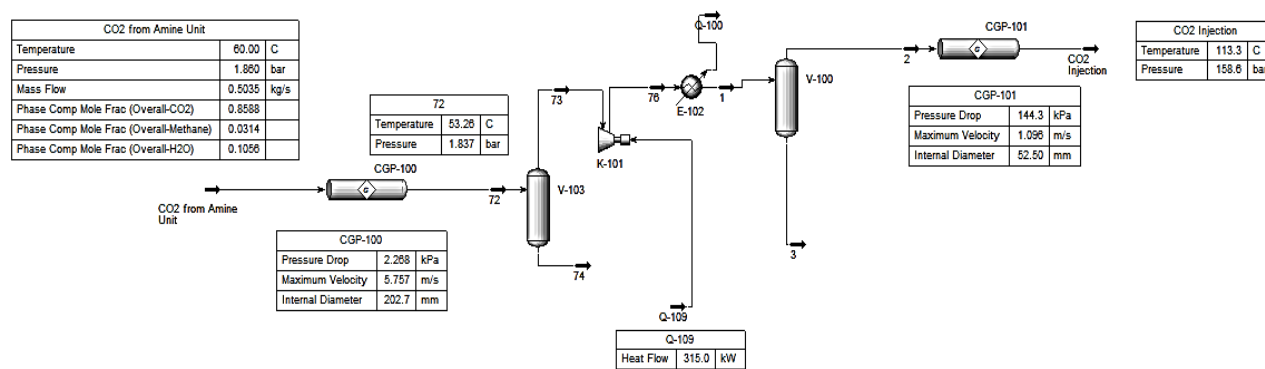 CO2 from Amine Unit
Temperature 60.00 C
Pressure 1.860 bar
Mass Flow 0.5035 kg/s
Phase Comp Mole Frac (Overall-CO2) 0.8588
Phase Comp Mole Frac (Overall-Methane) 0.0314
Phase Comp Mole Frac (Overall-H2O) 0.1056
72
Temperature 53.26 C
Pressure 1.837 bar
CO2 from Amine
Unit
CGP-100
72
V-103
73
74
CGP-100
Pressure Drop 2.268 kPa
Maximum Velocity 5.757 m/s
Internal Diameter 202.7 mm
K-101
76
Q-109
Q-109
Heat Flow 315.0 kW
Q-100
E-102
1
V-100
3
2
CGP-101
CGP-101
Pressure Drop 144.3 kPa
Maximum Velocity 1.096 m/s
Internal Diameter 52.50 mm
CO2
Injection
CO2 Injection
Temperature 113.3 C
Pressure 158.6 bar